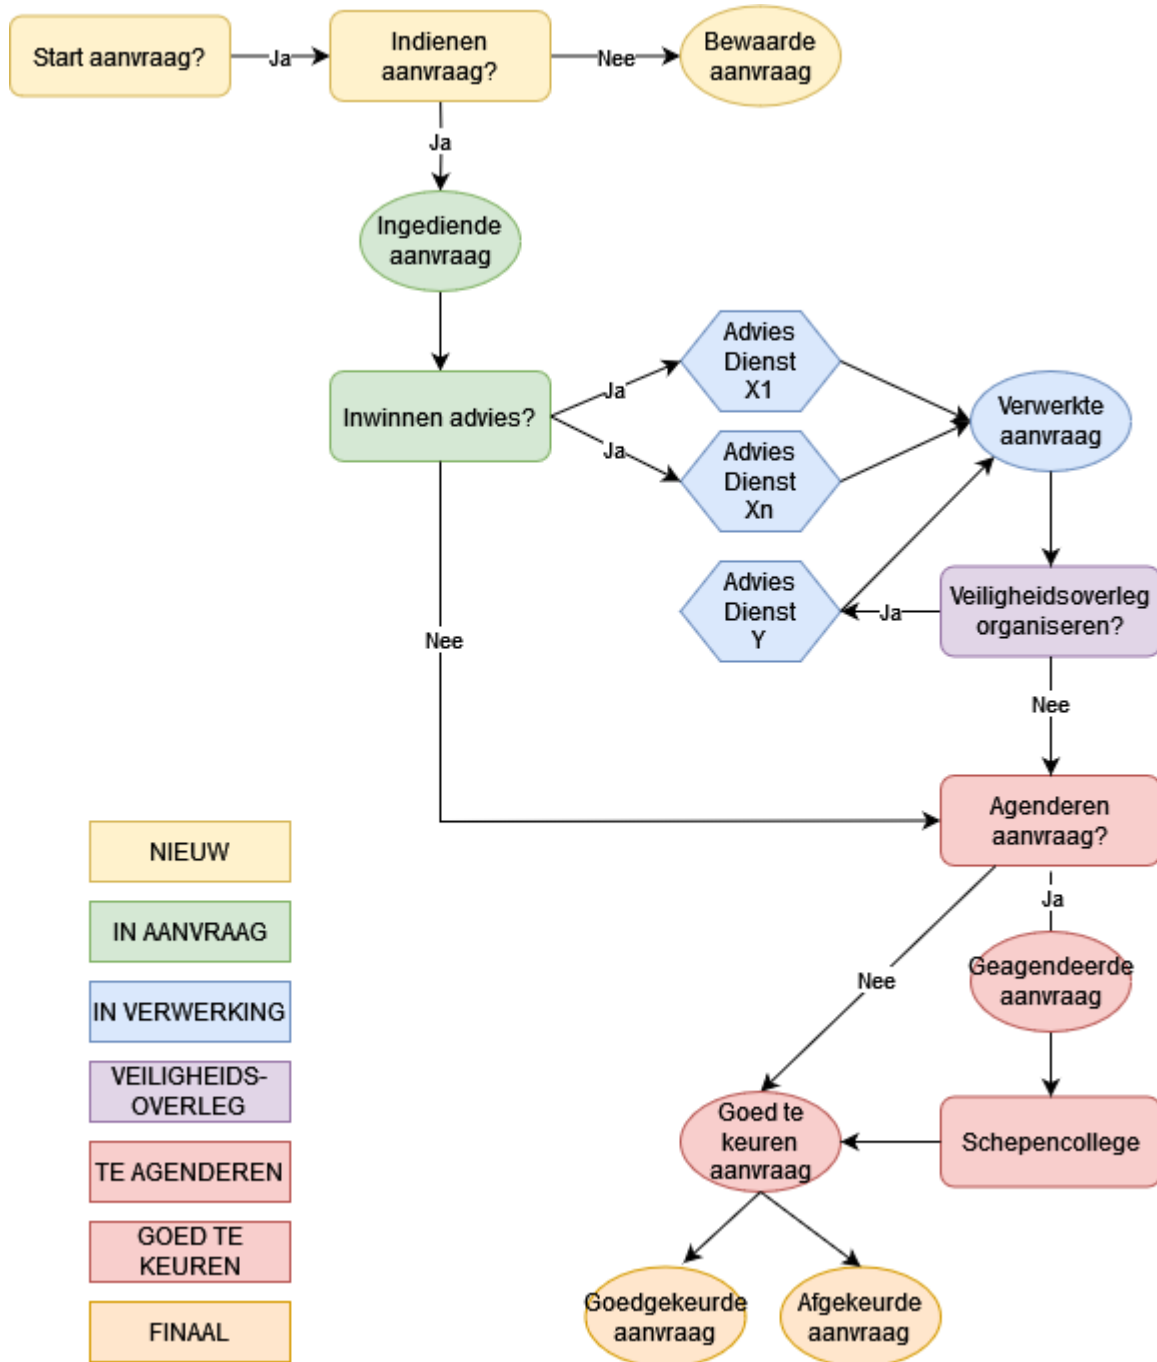 Start aanvraag?
Ja
Indienen
aanvraag?
Nee
Bewaarde
aanvraag
Ja
Ingediende
aanvraag
Inwinnen advies?
Ja
Ja
Advies
Dienst
X1
Advies
Dienst
Xn
Verwerkte
aanvraag
Advies
Dienst
Y
Ja
Veiligheidsoverleg
organiseren?
Nee
Nee
Agenderen
aanvraag?
Ja
Nee
Geagendeerde
aanvraag
Goed te
keuren
aanvraag
Schepencollege
Goedgekeurde
aanvraag
Afgekeurde
aanvraag
NIEUW
IN AANVRAAG
IN VERWERKING
VEILIGHEIDS-
OVERLEG
TE AGENDEREN
GOED TE
KEUREN
FINAAL